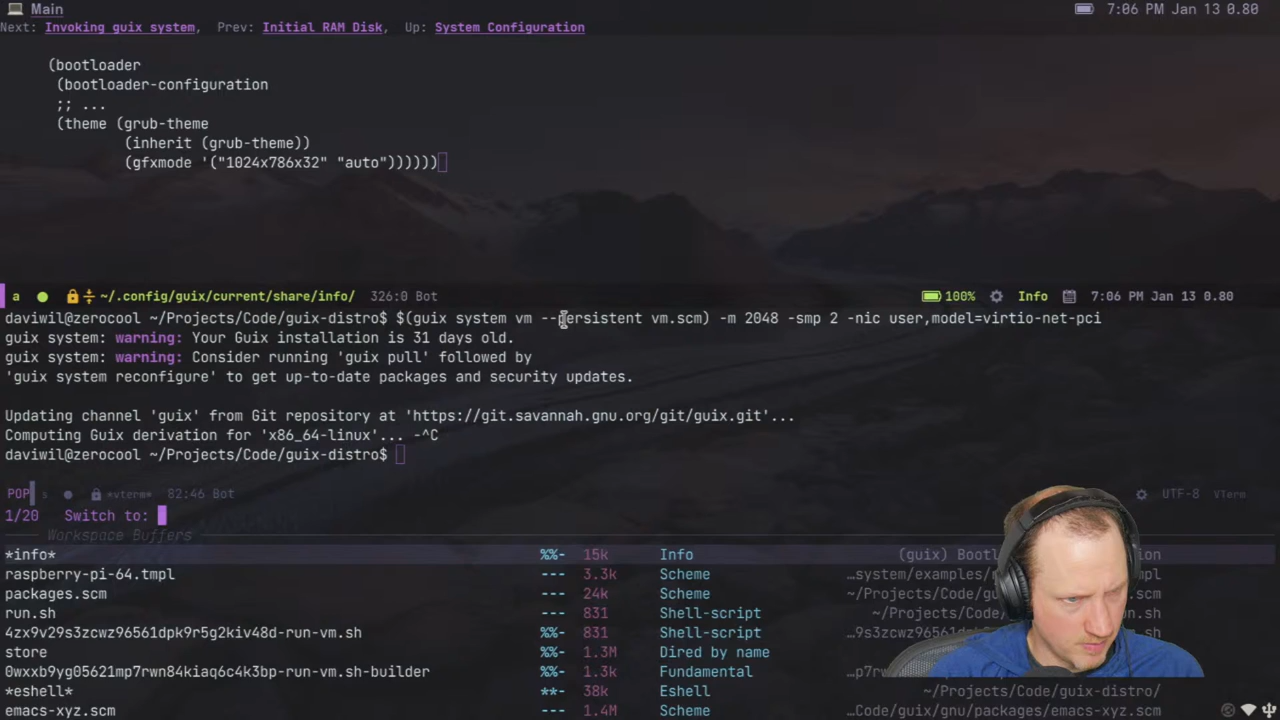 Main
7:06 PM Jan 13 0.80
Next: Invoking guix system, Prev: Initial RAM Disk, Up: System Configuration
(bootloader
(bootloader-configuration
;; ...
(theme (grub-theme
(inherit (grub-theme))
(gfxmode '("1024x786x32" "auto"))))))
a ~/.config/guix/current/share/info/ 326:0 Bot 100% Info 7:06 PM Jan 13 0.80
daviwil@zerocool ~/Projects/Code/guix-distro$ $(guix system vm --persistent vm.scm) -m 2048 -smp 2 -nic user,model=virtio-net-pci
guix system: warning: Your Guix installation is 31 days old.
guix system: warning: Consider running 'guix pull' followed by
'guix system reconfigure' to get up-to-date packages and security updates.
Updating channel 'guix' from Git repository at 'https://git.savannah.gnu.org/git/guix.git'...
Computing Guix derivation for 'x86_64-linux'... -^C
daviwil@zerocool ~/Projects/Code/guix-distro$
POP s *vterm* 82:46 Bot UTF-8 VTerm
1/20 Switch to:
Workspace Buffers
*info* %%- 15k Info (guix)
raspberry-pi-64.tmpl --- 3.3k Scheme …system/examples/ mpl
packages.scm --- 24k Scheme ~/Projects/Code/ scm
run.sh --- 831 Shell-script ~/Projects/ .sh
4zx9v29s3zcwz96561dpk9r5g2kiv48d-run-vm.sh %%- 831 Shell-script …9s3zcwz96561 .sh
store %%- 1.3M Dired by name
0wxxb9yg05621mp7rwn84kiaq6c4k3bp-run-vm.sh-builder %%- 1.3k Fundamental
*eshell* **- 38k Eshell ~/Projects/Code/guix-distro/
emacs-xyz.scm --- 1.4M Scheme …Code/guix/gnu/packages/emacs-xyz.scm